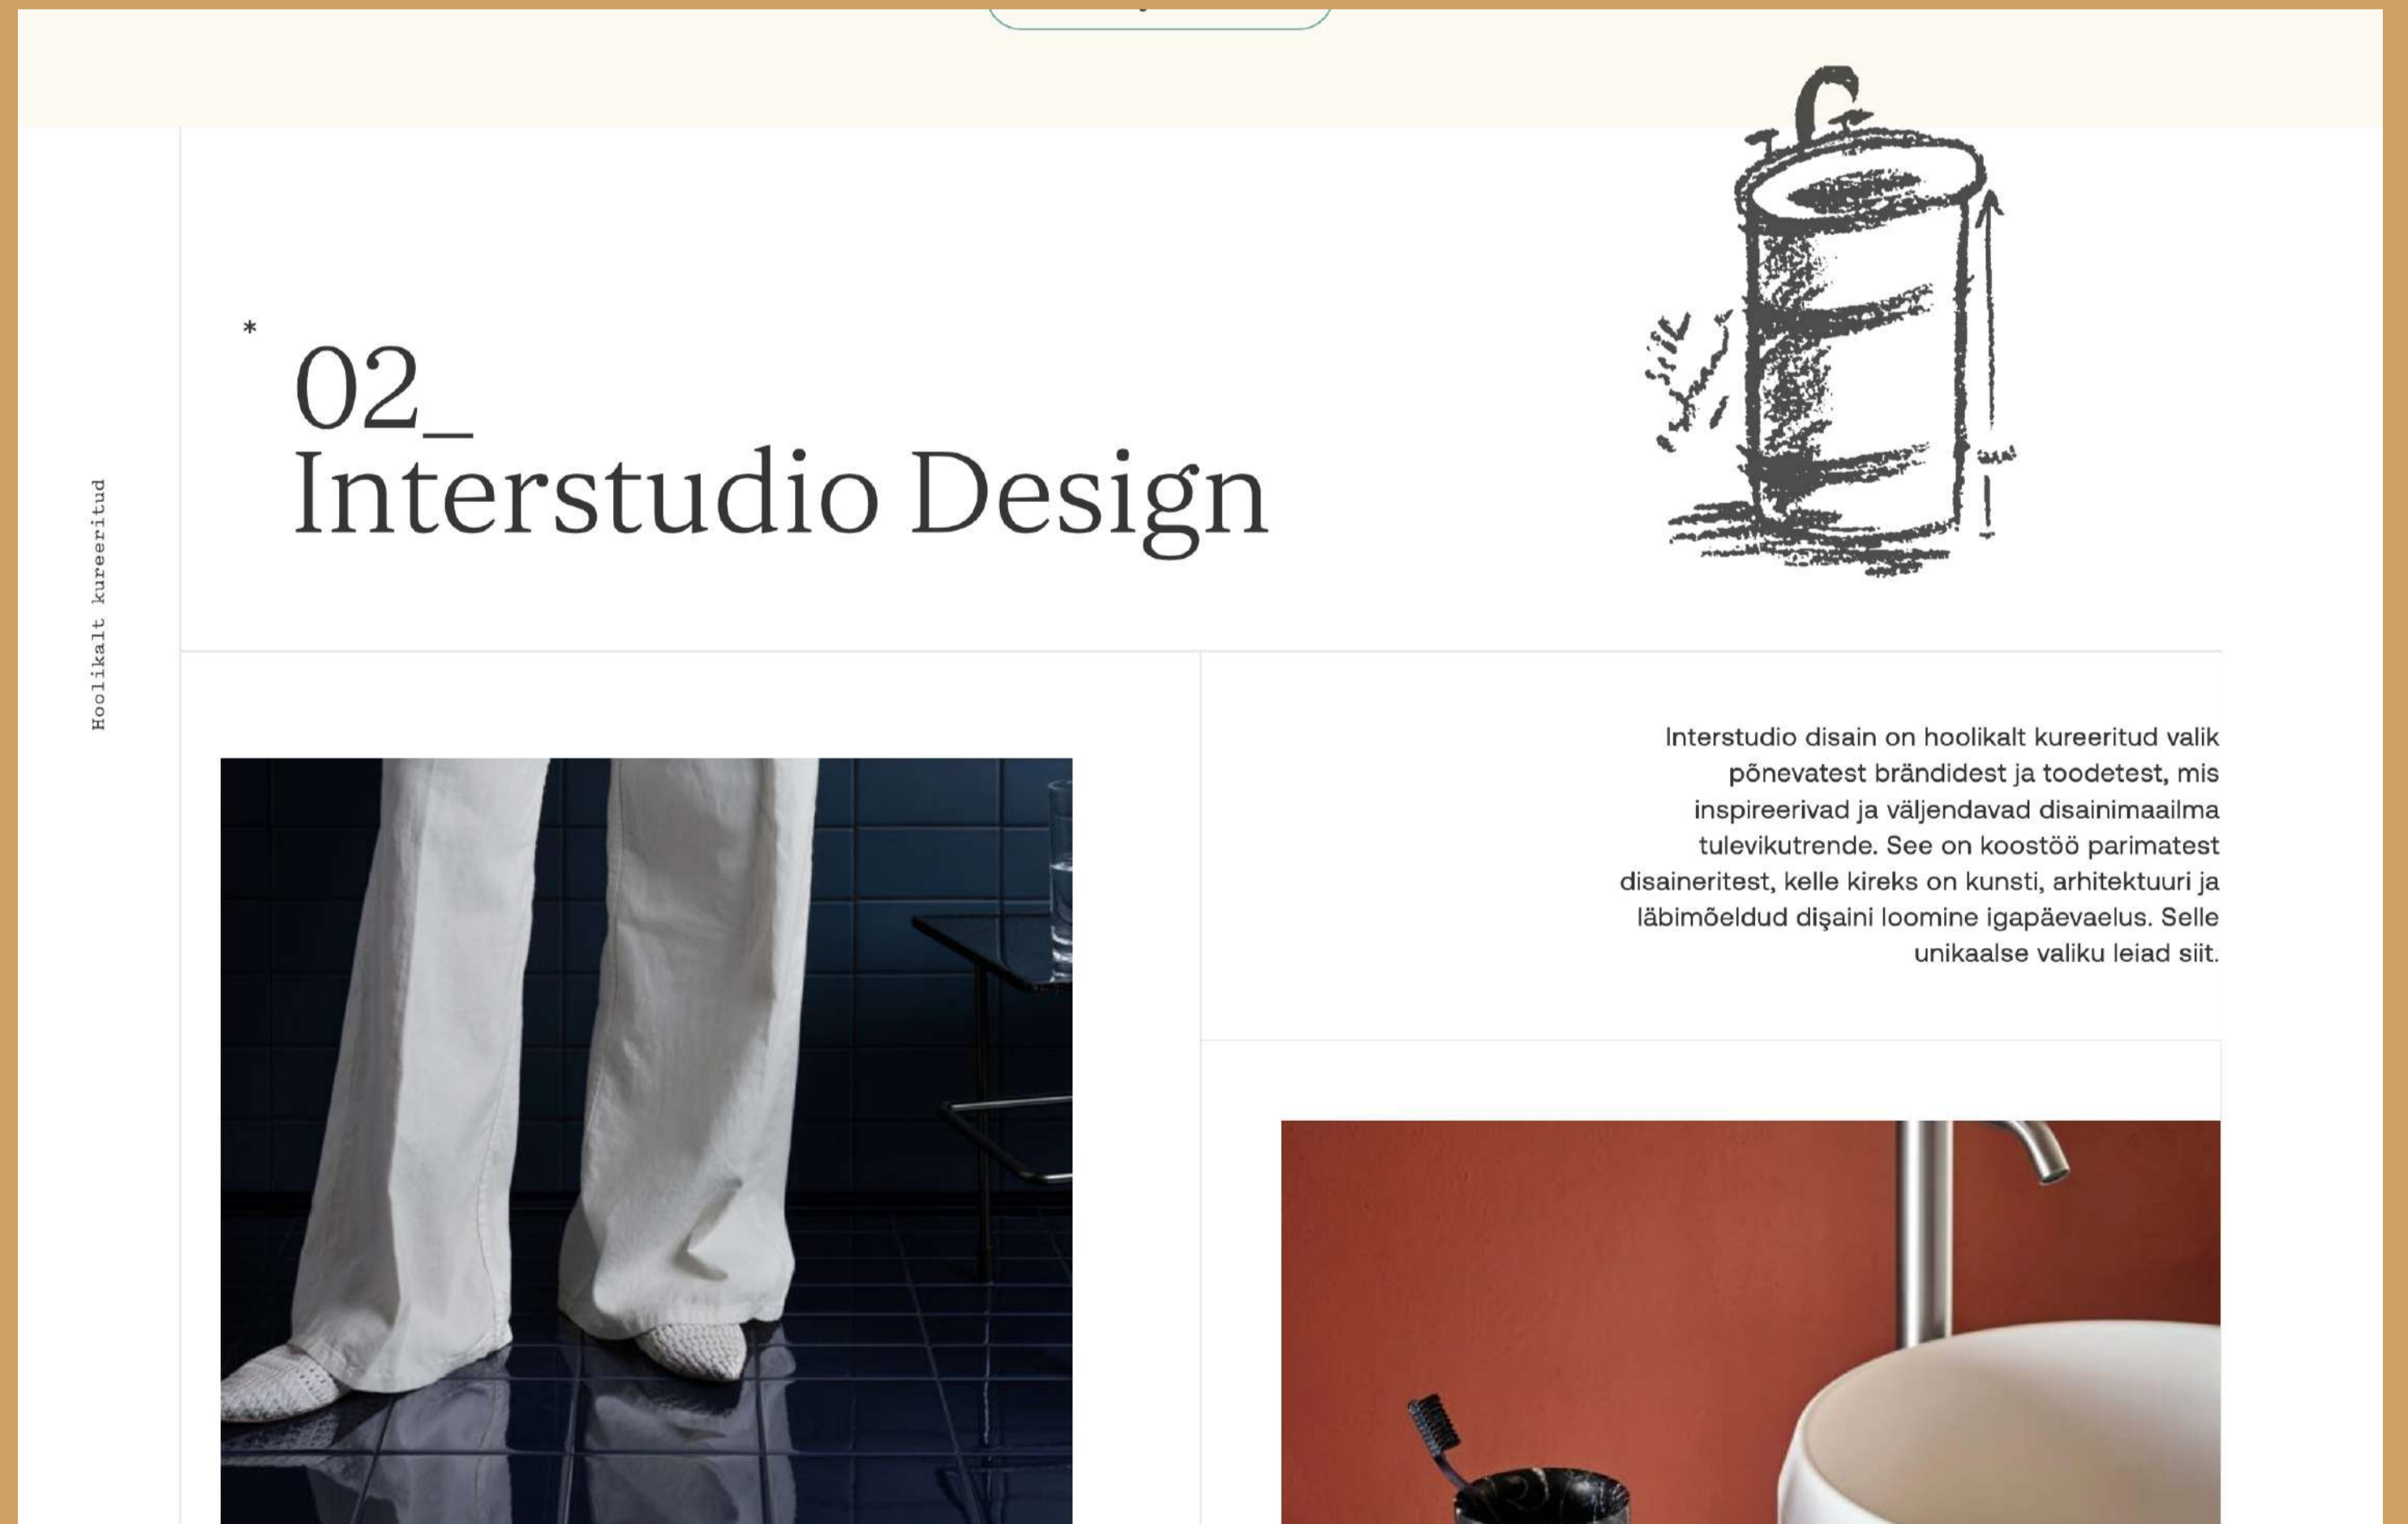 *
02_
Interstudio Design
Hoolikalt kureeritud
Interstudio disain on hoolikalt kureeritud valik
põnevatest brändidest ja toodetest, mis
inspireerivad ja väljendavad disainimaailma
tulevikutrende. See on koostöö parimatest
disaineritest, kelle kireks on kunsti, arhitektuuri ja
läbimõeldud dişaini loomine igapäevaelus. Selle
unikaalse valiku leiad siit.